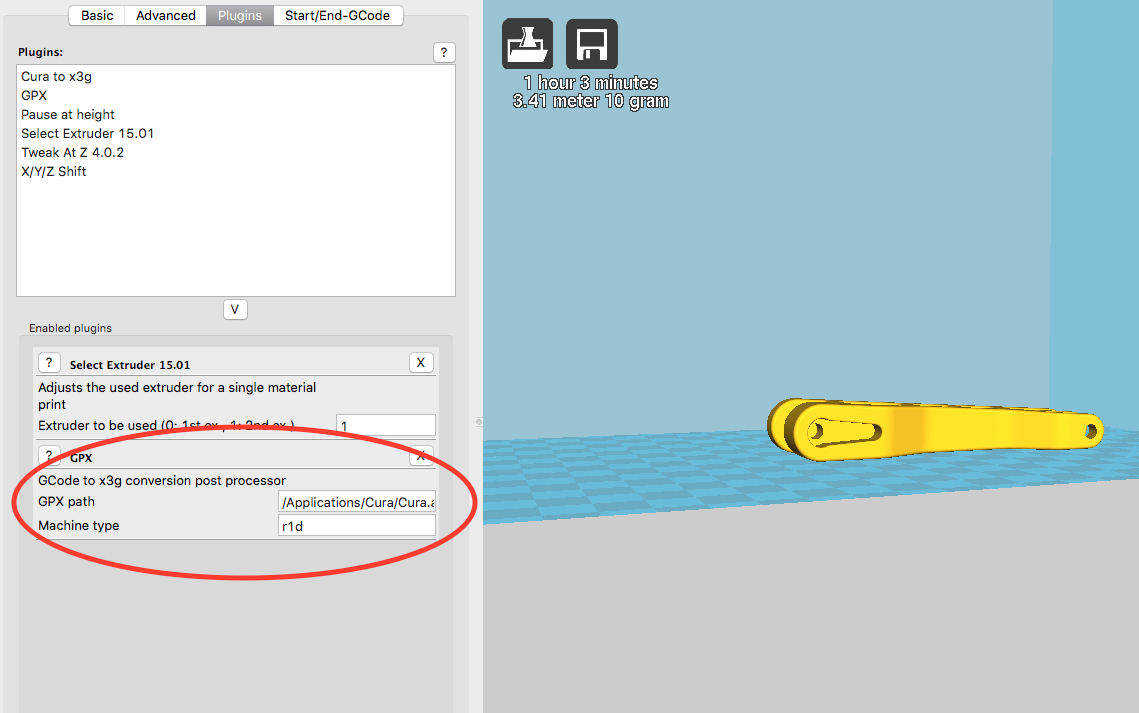 Basic Advanced Plugins Start/End-GCode
Plugins:
?
Cura to x3g
GPX
Pause at height
Select Extruder 15.01
Tweak At Z 4.0.2
X/Y/Z Shift
V
Enabled plugins
? Select Extruder 15.01 X
Adjusts the used extruder for a single material
print
Extruder to be used (0: 1st ex., 1: 2nd ex.) 1
? GPX X
GCode to x3g conversion post processor
GPX path /Applications/Cura/Cura.a
Machine type r1d
1 hour 3 minutes
3.41 meter 10 gram